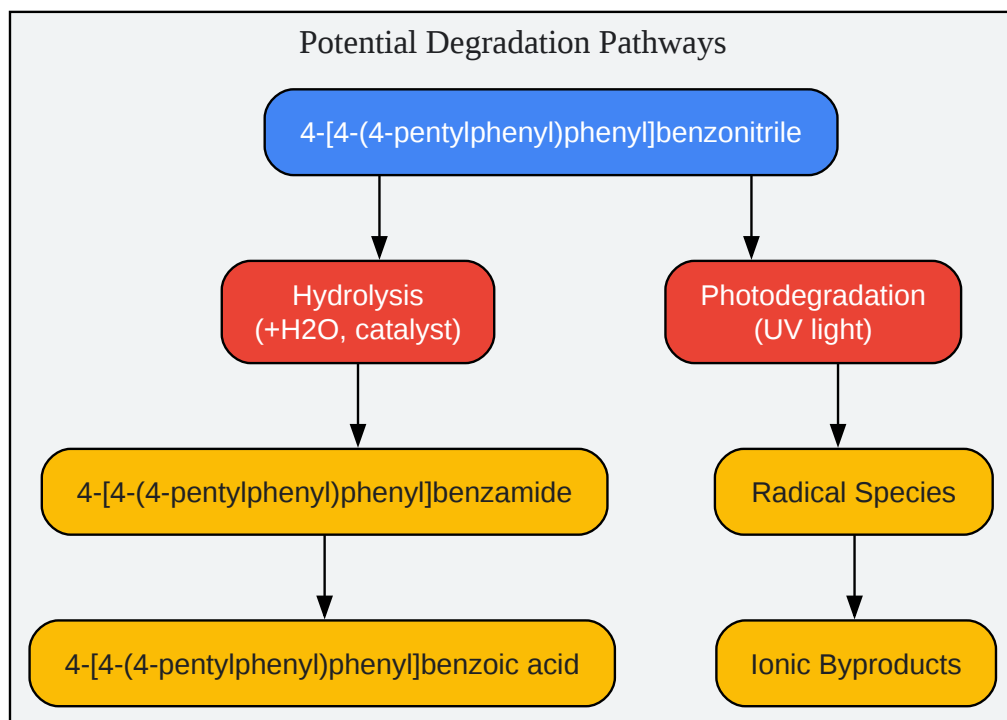 Potential Degradation Pathways
4-[4-(4-pentylphenyl)phenyl]benzonitrile
Hydrolysis
(+H2O, catalyst)
Photodegradation
(UV light)
4-[4-(4-pentylphenyl)phenyl]benzamide
Radical Species
4-[4-(4-pentylphenyl)phenyl]benzoic acid
Ionic Byproducts